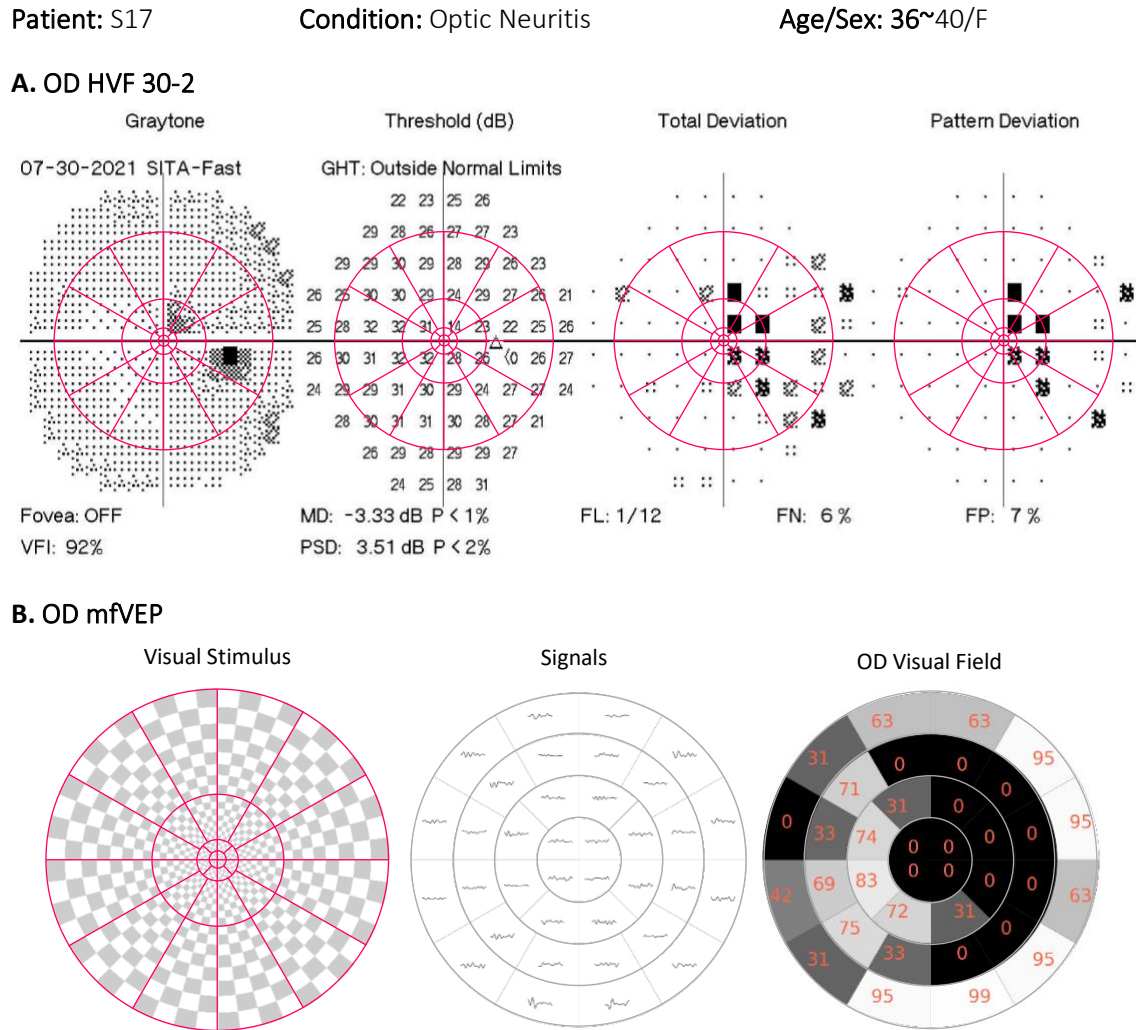 Patient: S17 Condition: Optic Neuritis Age/Sex: 36~40/F
A. OD HVF 30-2
Graytone Threshold (dB) Total Deviation Pattern Deviation
07-30-2021 SITA-Fast GHT: Outside Normal Limits
22 23 25 26
29 28 26 27 27 23
29 29 30 29 28 29 26 23
26 25 30 30 29 24 29 27 26 21
25 28 32 32 31 14 23 22 25 26
26 30 31 32 32 28 26 <0 26 27
24 29 29 31 30 29 24 27 27 24
28 30 31 31 30 28 27 21
26 29 28 29 29 27
24 25 28 31
Fovea: OFF MD: -3.33 dB P < 1% FL: 1/12 FN: 6 % FP: 7 %
VFI: 92% PSD: 3.51 dB P < 2%
B. OD mfVEP
Visual Stimulus Signals OD Visual Field
63 63
31 95
0 0
71 0
31 0
0 33 74 0 0 95
0 0
0 0
42 69 83 0 0 63
72 31
75 0
33 0
31 95
95 99